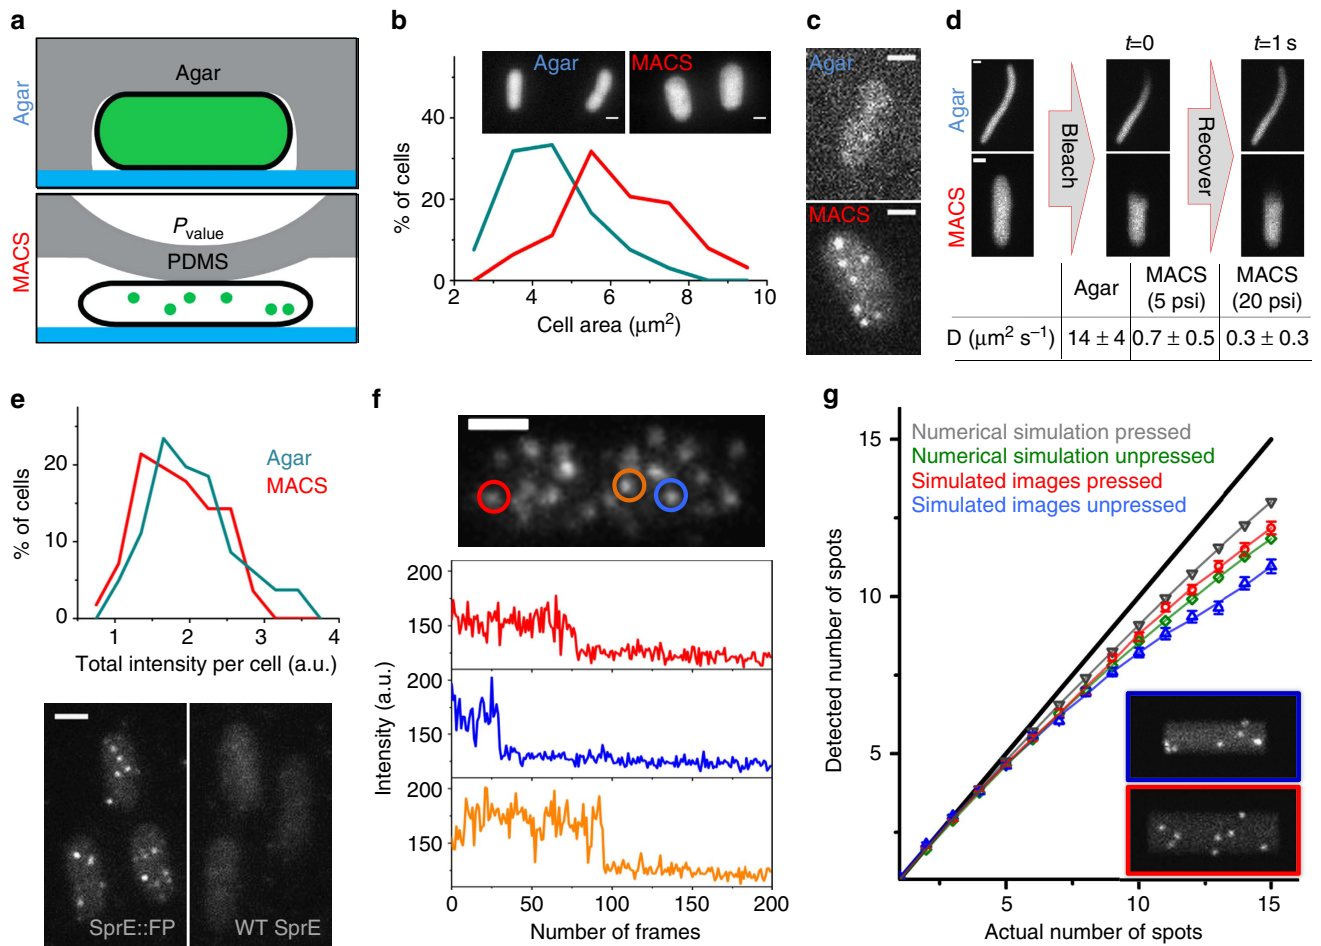 a
Agar
Agar
MACS
Pvalue
PDMS
b
Agar
MACS
% of cells
40
20
0
2
4
6
8
10
Cell area (μm²)
c
Agar
MACS
d
t=0
t=1 s
Agar
MACS
Bleach
Recover
Agar
MACS
(5 psi)
MACS
(20 psi)
D (μm² s⁻¹)
14 ± 4
0.7 ± 0.5
0.3 ± 0.3
e
% of cells
20
10
0
Agar
MACS
1
2
3
4
Total intensity per cell (a.u.)
SprE::FP
WT SprE
f
Intensity (a.u.)
200
150
200
150
200
150
0
50
100
150
200
Number of frames
g
Numerical simulation pressed
Numerical simulation unpressed
Simulated images pressed
Simulated images unpressed
Detected number of spots
15
10
5
5
10
15
Actual number of spots